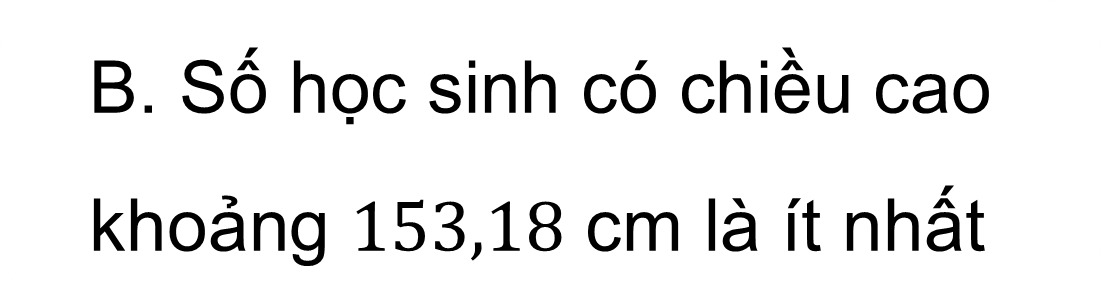 B. Số học sinh có chiều cao
khoảng 153,18 cm là ít nhất